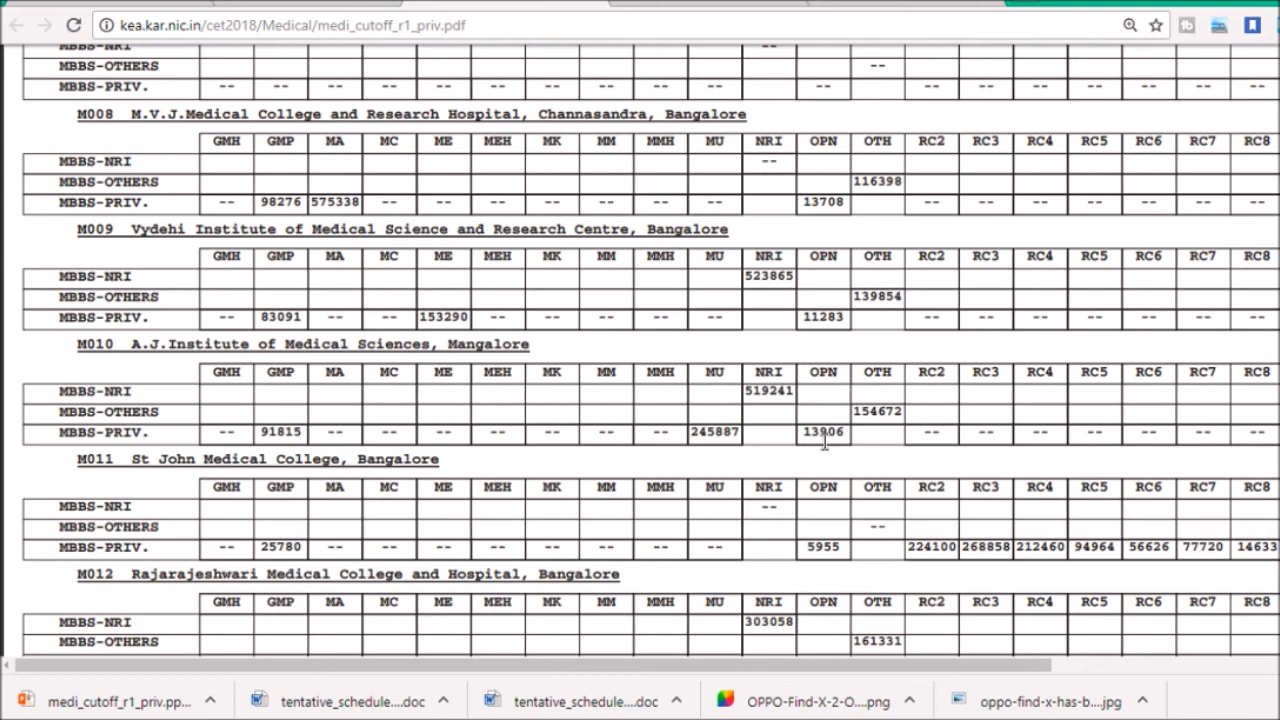 kea.kar.nic.in/cet2018/Medical/medi_cutoff_r1_priv.pdf
MBBS-NRI --
MBBS-OTHERS --
MBBS-PRIV. -- -- -- -- -- -- -- -- -- -- -- -- -- -- -- -- --
M008 M.V.J.Medical College and Research Hospital, Channasandra, Bangalore
GMH GMP MA MC ME MEH MK MM MMH MU NRI OPN OTH RC2 RC3 RC4 RC5 RC6 RC7 RC8
MBBS-NRI --
MBBS-OTHERS 116398
MBBS-PRIV. -- 98276 575338 -- -- -- -- -- -- -- 13708 -- -- -- -- -- -- --
M009 Vydehi Institute of Medical Science and Research Centre, Bangalore
GMH GMP MA MC ME MEH MK MM MMH MU NRI OPN OTH RC2 RC3 RC4 RC5 RC6 RC7 RC8
MBBS-NRI 523865
MBBS-OTHERS 139854
MBBS-PRIV. -- 83091 -- -- 153290 -- -- -- -- -- 11283 -- -- -- -- -- -- --
M010 A.J.Institute of Medical Sciences, Mangalore
GMH GMP MA MC ME MEH MK MM MMH MU NRI OPN OTH RC2 RC3 RC4 RC5 RC6 RC7 RC8
MBBS-NRI 519241
MBBS-OTHERS 154672
MBBS-PRIV. -- 91815 -- -- -- -- -- -- -- 245887 13906 -- -- -- -- -- -- --
M011 St John Medical College, Bangalore
GMH GMP MA MC ME MEH MK MM MMH MU NRI OPN OTH RC2 RC3 RC4 RC5 RC6 RC7 RC8
MBBS-NRI --
MBBS-OTHERS --
MBBS-PRIV. -- 25780 -- -- -- -- -- -- -- -- 5955 224100 268858 212460 94964 56626 77720 14633
M012 Rajarajeshwari Medical College and Hospital, Bangalore
GMH GMP MA MC ME MEH MK MM MMH MU NRI OPN OTH RC2 RC3 RC4 RC5 RC6 RC7 RC8
MBBS-NRI 303058
MBBS-OTHERS 161331
medi_cutoff_r1_priv.pp... tentative_schedule....doc tentative_schedule....doc OPPO-Find-X-2-O....png oppo-find-x-has-b....jpg